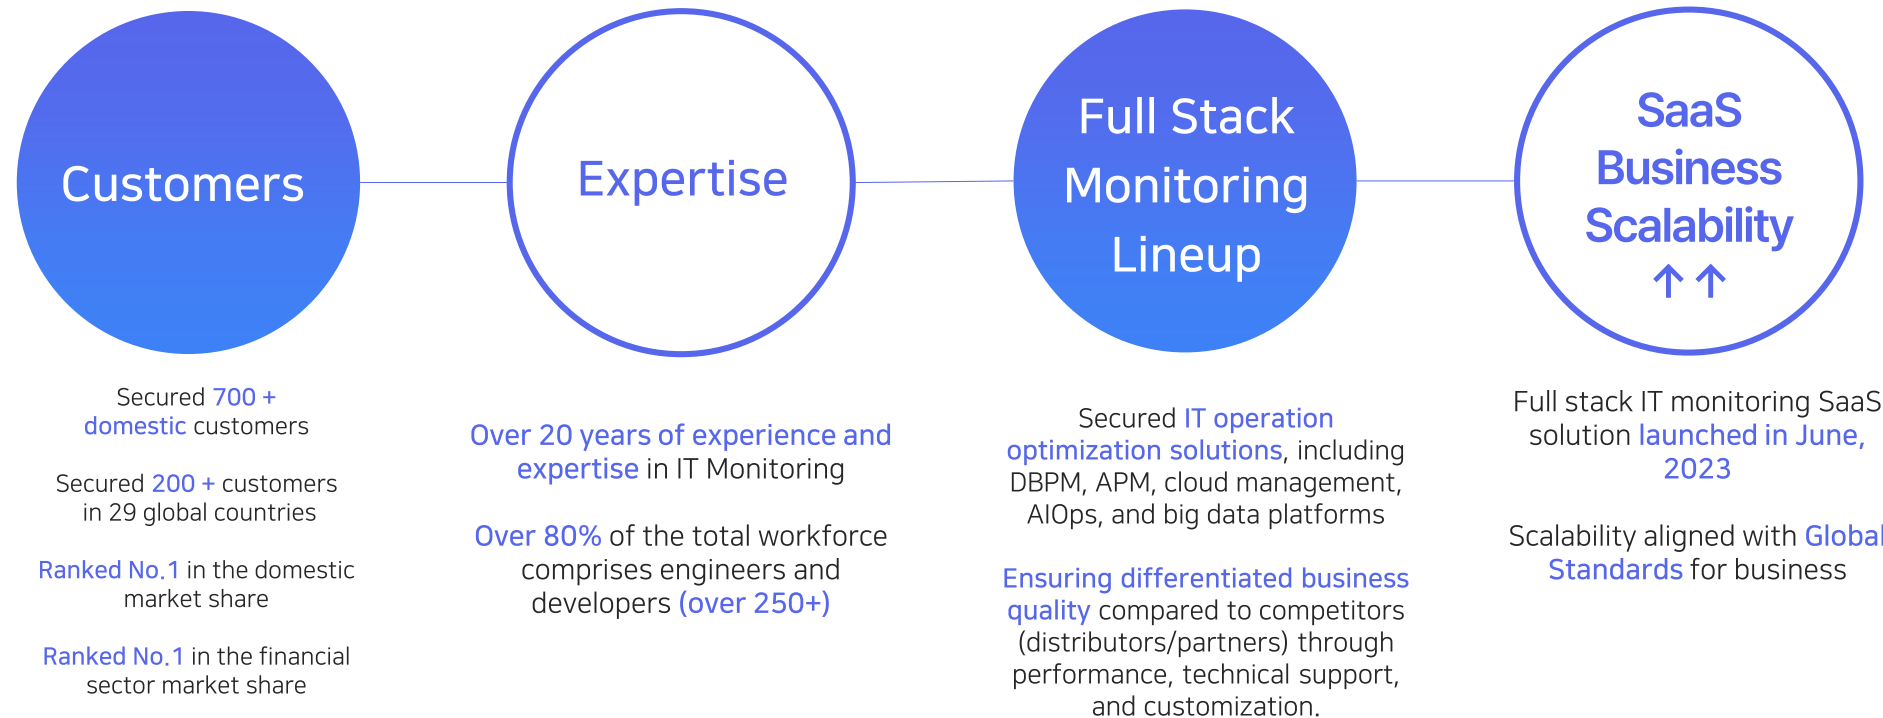 Customers
Secured 700 +
domestic customers
Secured 200 + customers
in 29 global countries
Ranked No.1 in the domestic
market share
Ranked No.1 in the financial
sector market share
Expertise
Over 20 years of experience and
expertise in IT Monitoring
Over 80% of the total workforce
comprises engineers and
developers (over 250+)
Full Stack
Monitoring
Lineup
Secured IT operation
optimization solutions, including
DBPM, APM, cloud management,
AIOps, and big data platforms
Ensuring differentiated business
quality compared to competitors
(distributors/partners) through
performance, technical support,
and customization.
SaaS
Business
Scalability
↑↑
Full stack IT monitoring SaaS
solution launched in June,
2023
Scalability aligned with Global
Standards for business